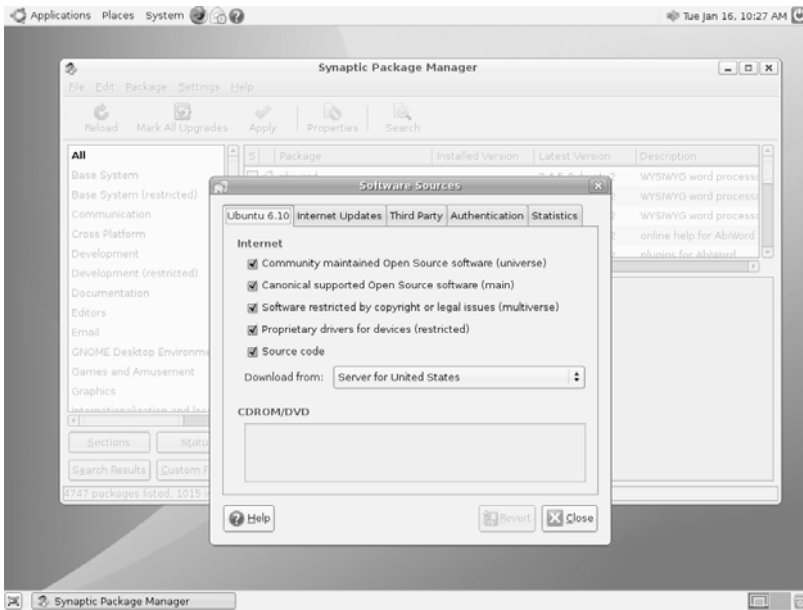 Applications Places System Tue Jan 16, 10:27 AM
Synaptic Package Manager
File Edit Package Settings Help
Reload Mark All Upgrades Apply Properties Search
All
Base System
Base System (restricted)
Communication
Cross Platform
Development
Development (restricted)
Documentation
Editors
Email
GNOME Desktop Environme
Games and Amusement
Graphics
S Package Installed Version Latest Version Description
WYSIWYG word processo
WYSIWYG word processo
WYSIWYG word processo
online help for AbiWord
plugins for Abiword
Software Sources
Ubuntu 6.10 Internet Updates Third Party Authentication Statistics
Internet
Community maintained Open Source software (universe)
Canonical supported Open Source software (main)
Software restricted by copyright or legal issues (multiverse)
Proprietary drivers for devices (restricted)
Source code
Download from: Server for United States
CDROM/DVD
Help Revert Close
Sections Statu
Search Results Custom F
4747 packages listed, 1015 i
Synaptic Package Manager